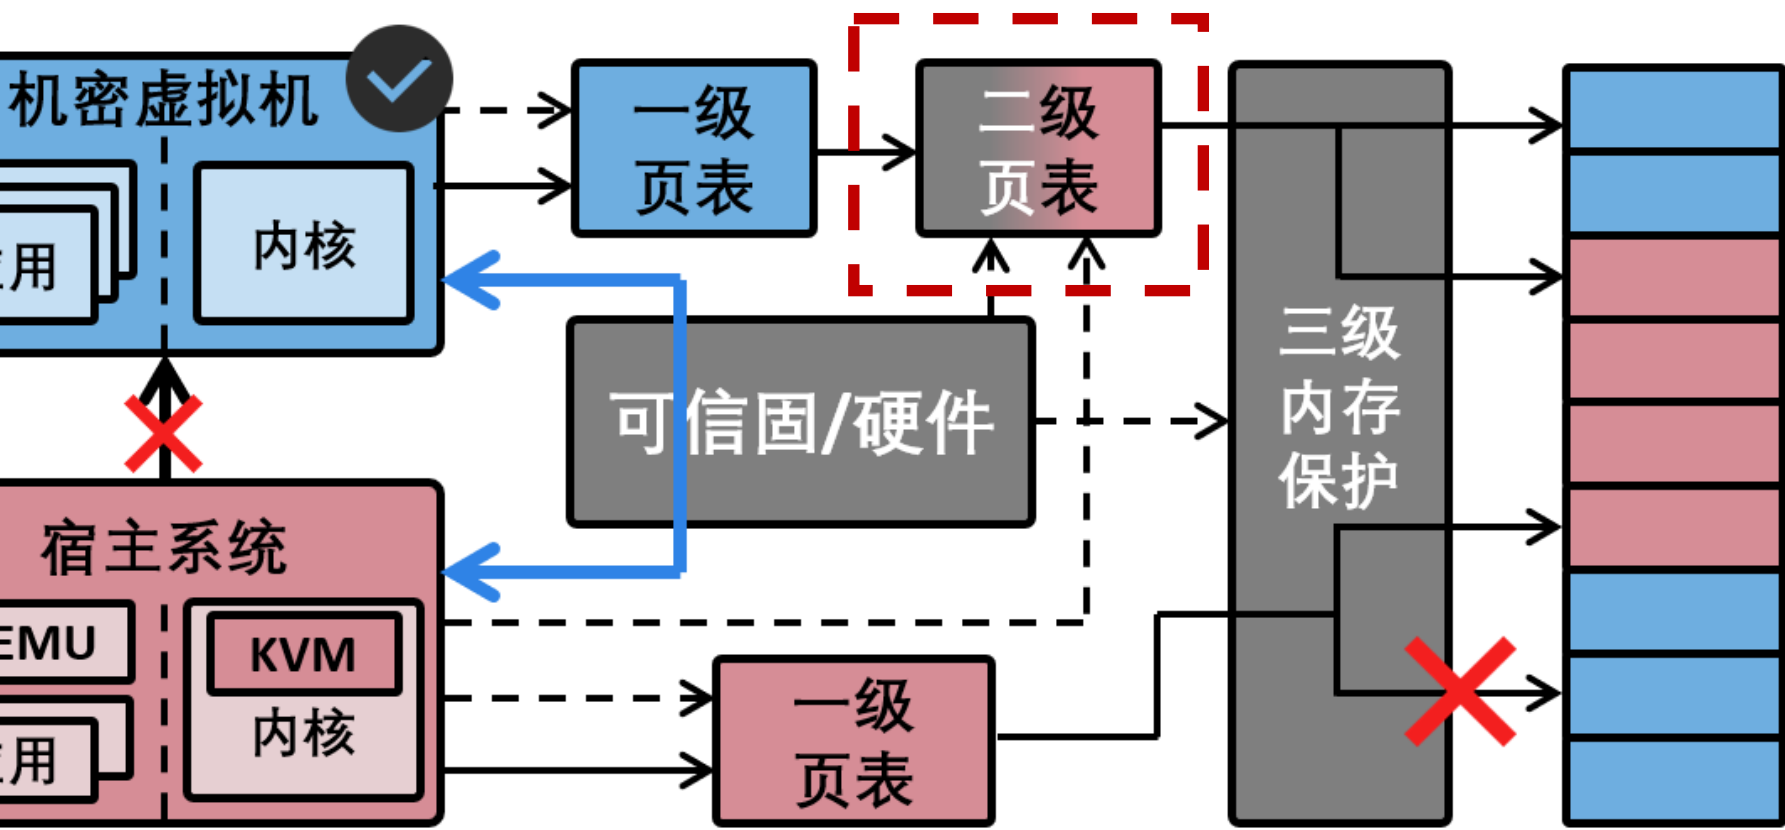 机密虚拟机
用
内核
一级
页表
二级
页表
可信固/硬件
三级
内存
保护
宿主系统
EMU
KVM
内核
用
一级
页表